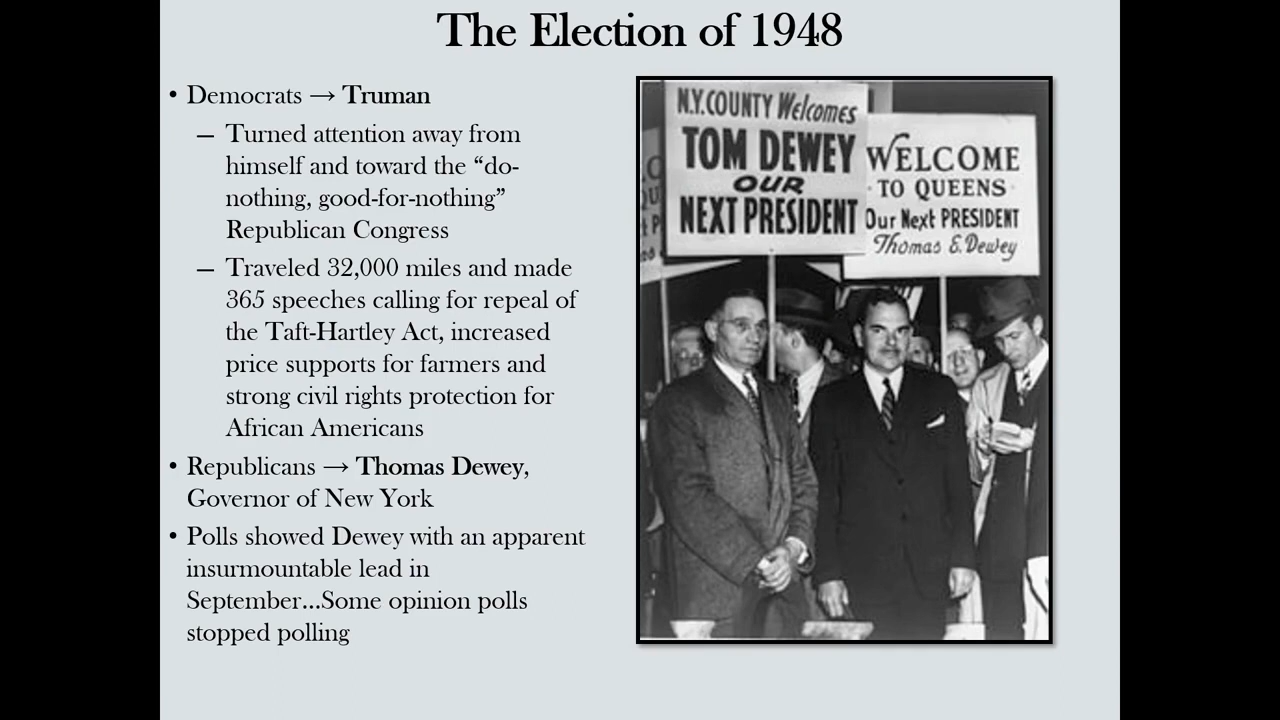 The Election of 1948
• Democrats → Truman
– Turned attention away from
himself and toward the “do-
nothing, good-for-nothing”
Republican Congress
– Traveled 32,000 miles and made
365 speeches calling for repeal of
the Taft-Hartley Act, increased
price supports for farmers and
strong civil rights protection for
African Americans
• Republicans → Thomas Dewey,
Governor of New York
• Polls showed Dewey with an apparent
insurmountable lead in
September...Some opinion polls
stopped polling
N.Y. COUNTY Welcomes
TOM DEWEY
OUR
NEXT PRESIDENT
WELCOME
TO QUEENS
Our Next PRESIDENT
Thomas E. Dewey